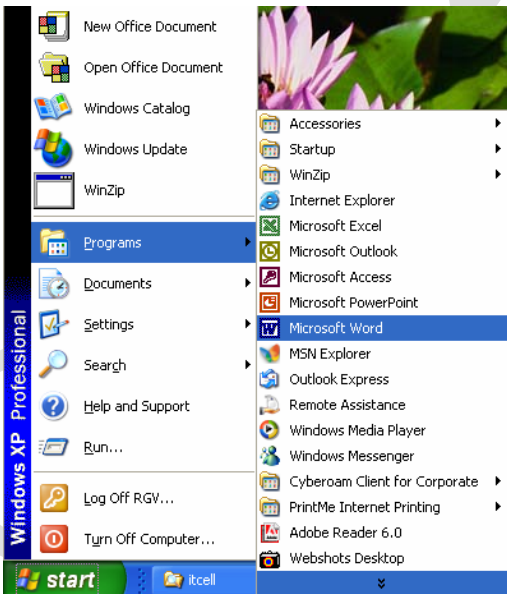 New Office Document
Open Office Document
Windows Catalog
Windows Update
WinZip
Programs
Documents
Settings
Search
Help and Support
Run...
Log Off RGV...
Turn Off Computer...
Windows XP Professional
Accessories
Startup
WinZip
Internet Explorer
Microsoft Excel
Microsoft Outlook
Microsoft Access
Microsoft PowerPoint
Microsoft Word
MSN Explorer
Outlook Express
Remote Assistance
Windows Media Player
Windows Messenger
Cyberoam Client for Corporate
PrintMe Internet Printing
Adobe Reader 6.0
Webshots Desktop
start
itcell